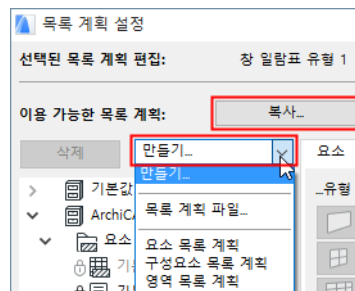 목록 계획 설정
선택된 목록 계획 편집: 창 일람표 유형 1
이용 가능한 목록 계획: 복사...
삭제 만들기... 요소
만들기...
기본값 ...유형
목록 계획 파일...
ArchiCA
요소 요소 목록 계획
구성요소 목록 계획
영역 목록 계획